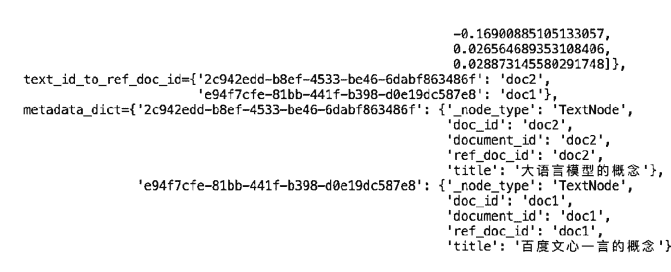 -0.16900885105133057,
0.026564689353108406,
0.028873145580291748]},
text_id_to_ref_doc_id={'2c942edd-b8ef-4533-be46-6dabf863486f': 'doc2',
'e94f7cfe-81bb-441f-b398-d0e19dc587e8': 'doc1'},
metadata_dict={'2c942edd-b8ef-4533-be46-6dabf863486f': {'_node_type': 'TextNode',
'doc_id': 'doc2',
'document_id': 'doc2',
'ref_doc_id': 'doc2',
'title': '大语言模型的概念'},
'e94f7cfe-81bb-441f-b398-d0e19dc587e8': {'_node_type': 'TextNode',
'doc_id': 'doc1',
'document_id': 'doc1',
'ref_doc_id': 'doc1',
'title': '百度文心一言的概念'}